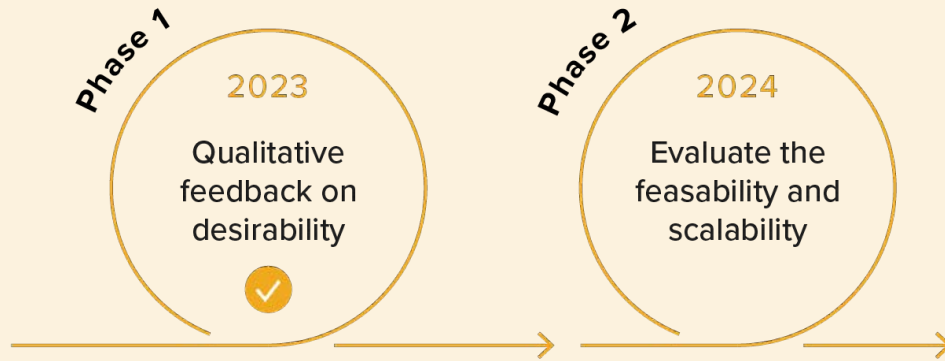 Phase 1
2023
Qualitative
feedback on
desirability
Phase 2
2024
Evaluate the
feasability and
scalability